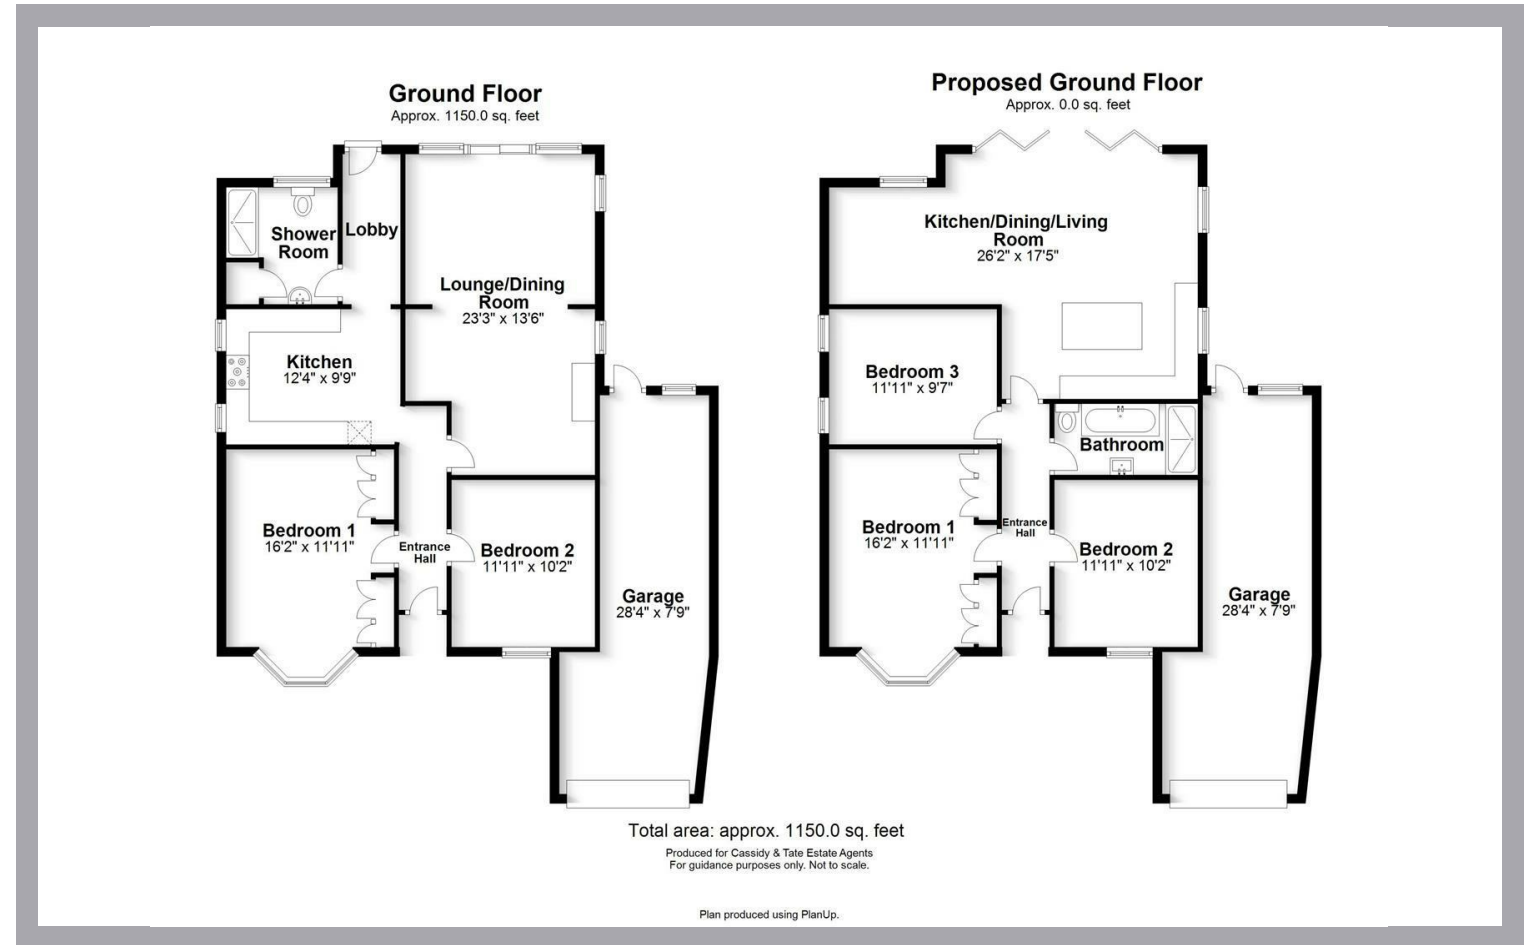 Ground Floor
Approx. 1150.0 sq. feet
Shower
Room
Lobby
Lounge/Dining
Room
23'3" x 13'6"
Kitchen
12'4" x 9'9"
Bedroom 1
16'2" x 11'11"
Entrance
Hall
Bedroom 2
11'11" x 10'2"
Garage
28'4" x 7'9"
Proposed Ground Floor
Approx. 0.0 sq. feet
Kitchen/Dining/Living
Room
26'2" x 17'5"
Bedroom 3
11'11" x 9'7"
Bathroom
Bedroom 1
16'2" x 11'11"
Entrance
Hall
Bedroom 2
11'11" x 10'2"
Garage
28'4" x 7'9"
Total area: approx. 1150.0 sq. feet
Produced for Cassidy & Tate Estate Agents
For guidance purposes only. Not to scale.
Plan produced using PlanUp.